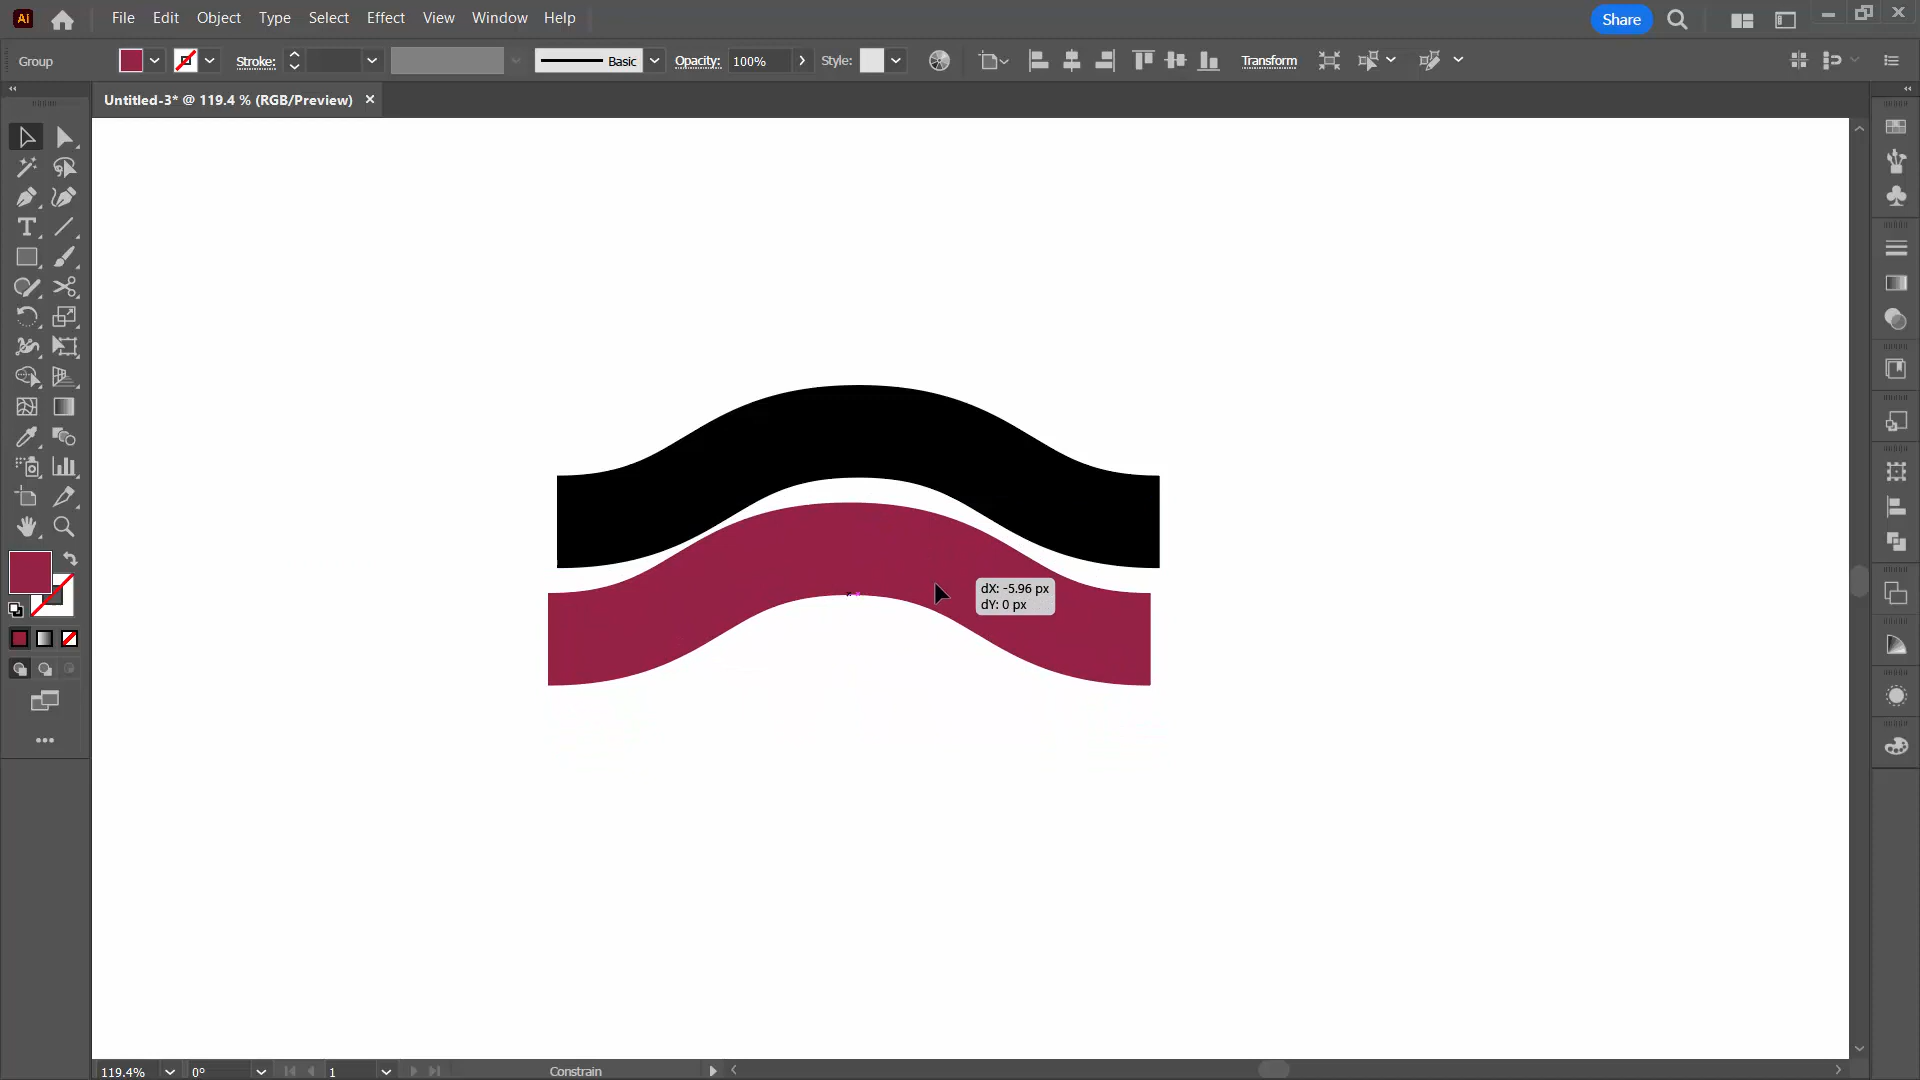 Ai File Edit Object Type Select Effect View Window Help Share
Group Stroke: Basic Opacity: 100% Style: Transform
Untitled-3* @ 119.4 % (RGB/Preview)
dX: -5.96 px
dY: 0 px
119.4% 0° 1 Constrain